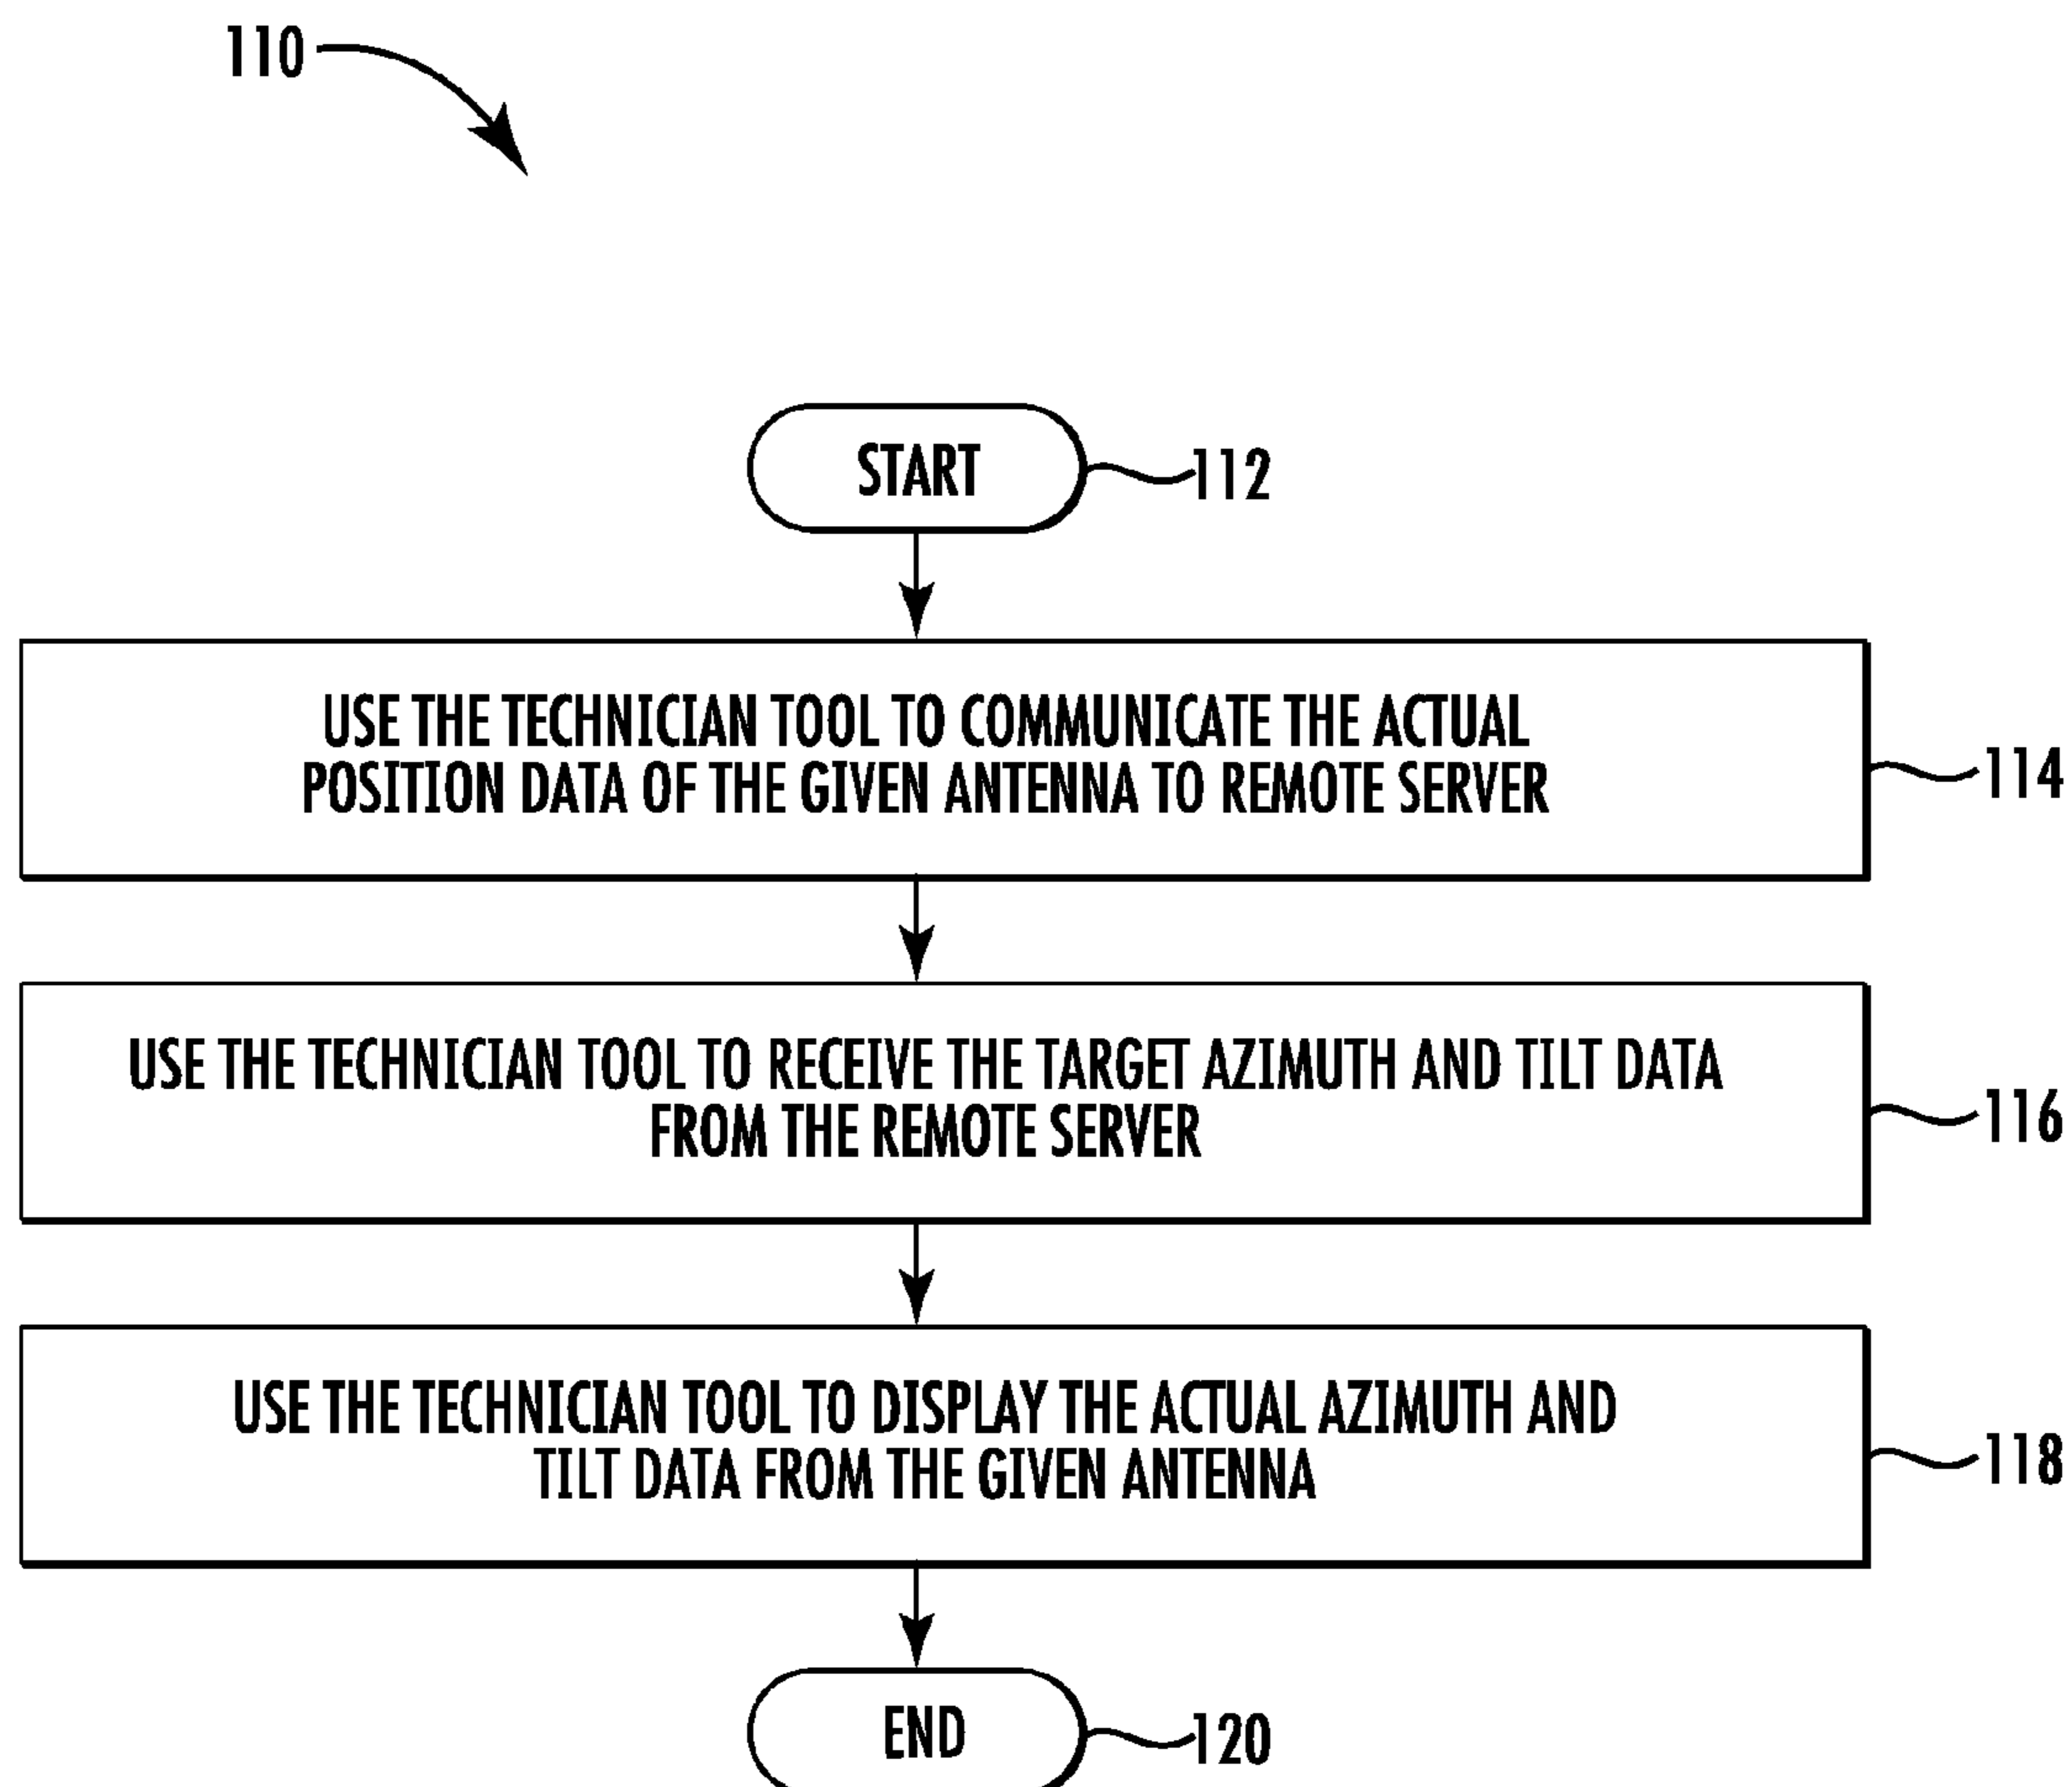 110
START
112
USE THE TECHNICIAN TOOL TO COMMUNICATE THE ACTUAL
POSITION DATA OF THE GIVEN ANTENNA TO REMOTE SERVER
114
USE THE TECHNICIAN TOOL TO RECEIVE THE TARGET AZIMUTH AND TILT DATA
FROM THE REMOTE SERVER
116
USE THE TECHNICIAN TOOL TO DISPLAY THE ACTUAL AZIMUTH AND
TILT DATA FROM THE GIVEN ANTENNA
118
END
120